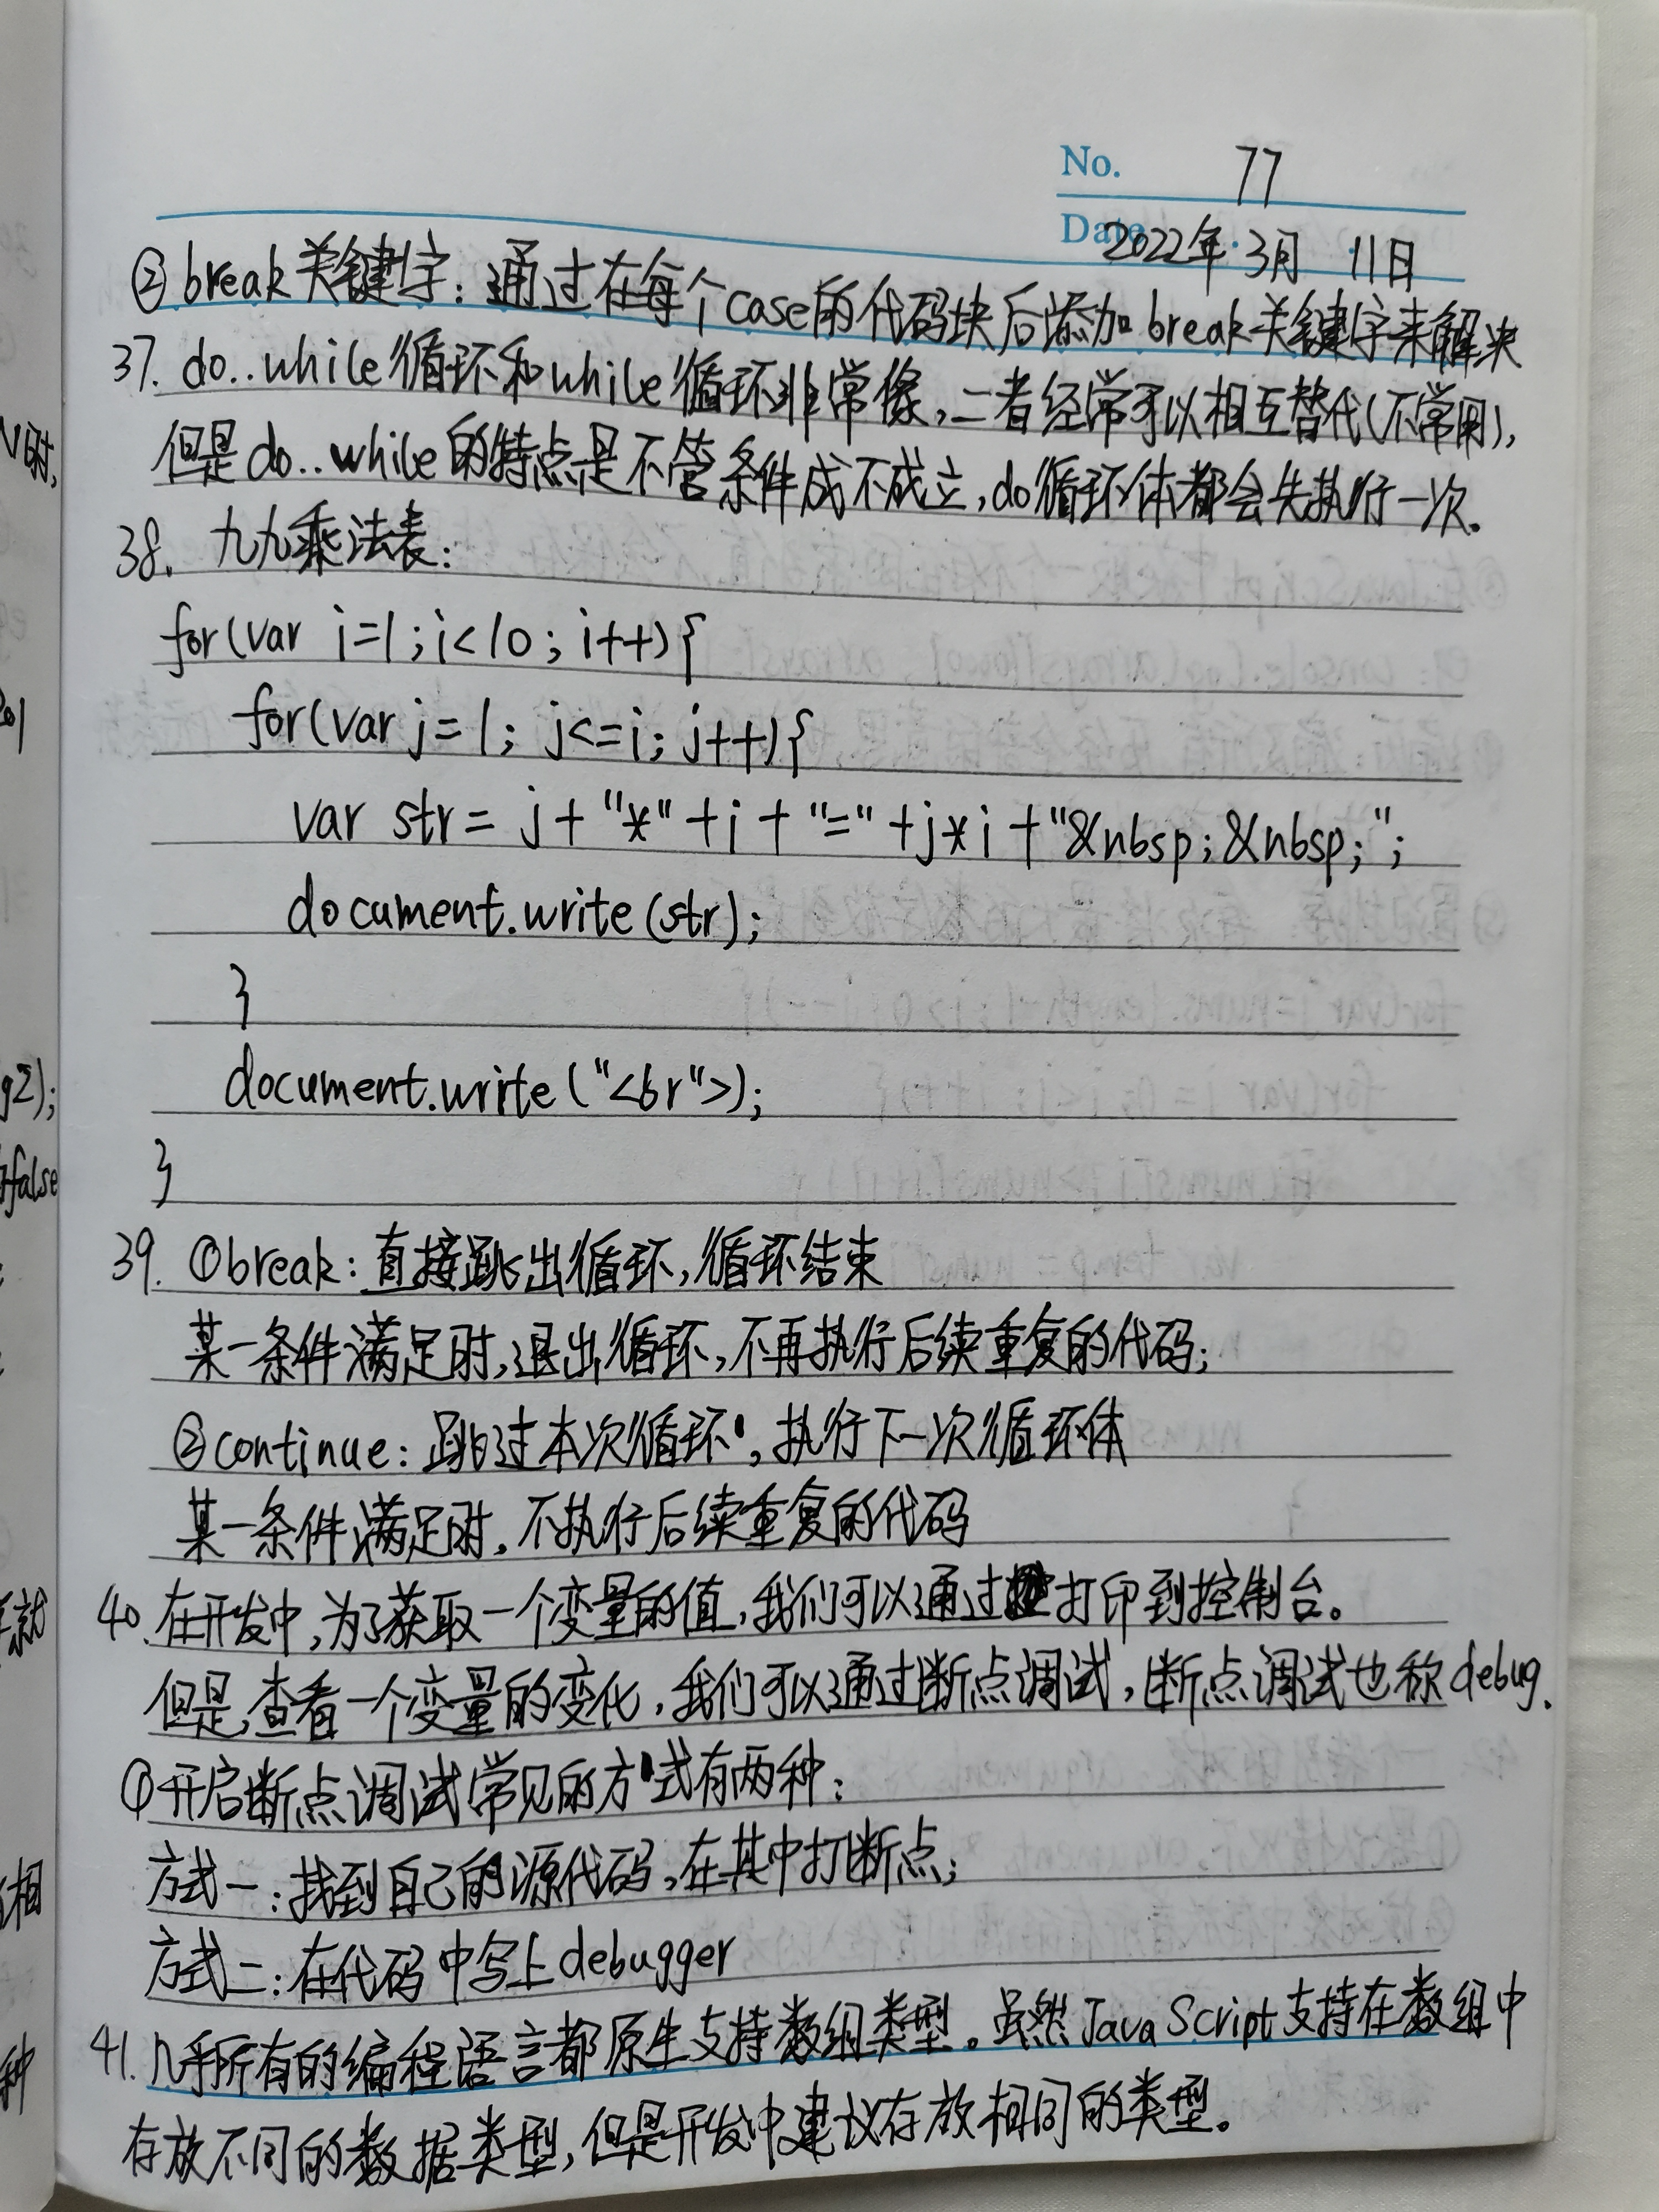 No. 77
Date 2022年·3月 11日
②break关键字：通过在每个case的代码块后添加break关键字来解决
37. do..while循环和while循环非常像，二者经常可以相互替代（不常用），
但是do..while的特点是不管条件成不成立，do循环体都会先执行一次。
38. 九九乘法表：
for(var i=1;i<10; i++){
for(var j=1; j<=i; j++){
var str= j+ "*" +i + "=" +j*i +"&nbsp;&nbsp;";
document.write(str);
}
document.write("<br">);
}
39. ①break：直接跳出循环，循环结束
某一条件满足时，退出循环，不再执行后续重复的代码；
②continue：跳过本次循环，执行下一次循环体
某一条件满足时，不执行后续重复的代码
40. 在开发中，为了获取一个变量的值，我们可以通过打印到控制台。
但是，查看一个变量的变化，我们可以通过断点调试，断点调试也称debug.
①开启断点调试常见的方式有两种：
方式一：找到自己的源代码，在其中打断点；
方式二：在代码中写上debugger
41. 几乎所有的编程语言都原生支持数组类型。虽然JavaScript支持在数组中
存放不同的数据类型，但是开发中建议存放相同的类型。
时，
g2);
false
就
相
种